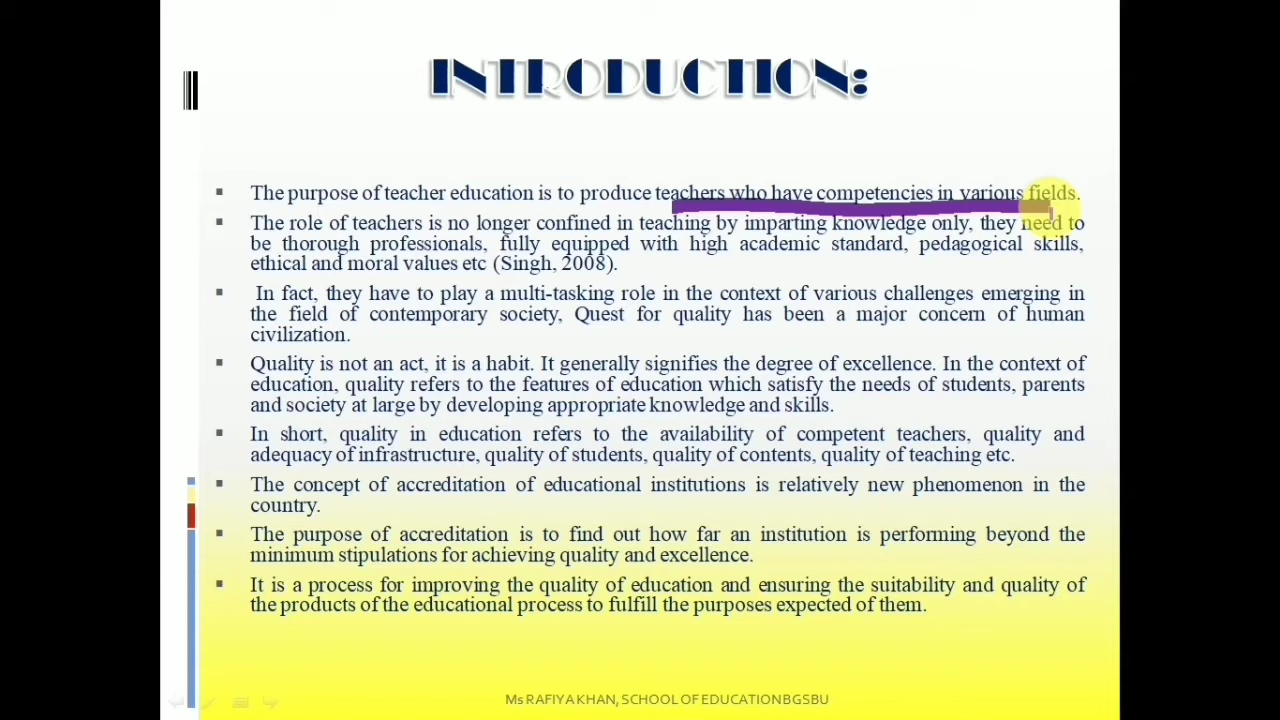 INTRODUCTION:
The purpose of teacher education is to produce teachers who have competencies in various fields.
The role of teachers is no longer confined in teaching by imparting knowledge only, they need to
be thorough professionals, fully equipped with high academic standard, pedagogical skills,
ethical and moral values etc (Singh, 2008).
In fact, they have to play a multi-tasking role in the context of various challenges emerging in
the field of contemporary society, Quest for quality has been a major concern of human
civilization.
Quality is not an act, it is a habit. It generally signifies the degree of excellence. In the context of
education, quality refers to the features of education which satisfy the needs of students, parents
and society at large by developing appropriate knowledge and skills.
In short, quality in education refers to the availability of competent teachers, quality and
adequacy of infrastructure, quality of students, quality of contents, quality of teaching etc.
The concept of accreditation of educational institutions is relatively new phenomenon in the
country.
The purpose of accreditation is to find out how far an institution is performing beyond the
minimum stipulations for achieving quality and excellence.
It is a process for improving the quality of education and ensuring the suitability and quality of
the products of the educational process to fulfill the purposes expected of them.
Ms RAFIYA KHAN, SCHOOL OF EDUCATION BGSBU